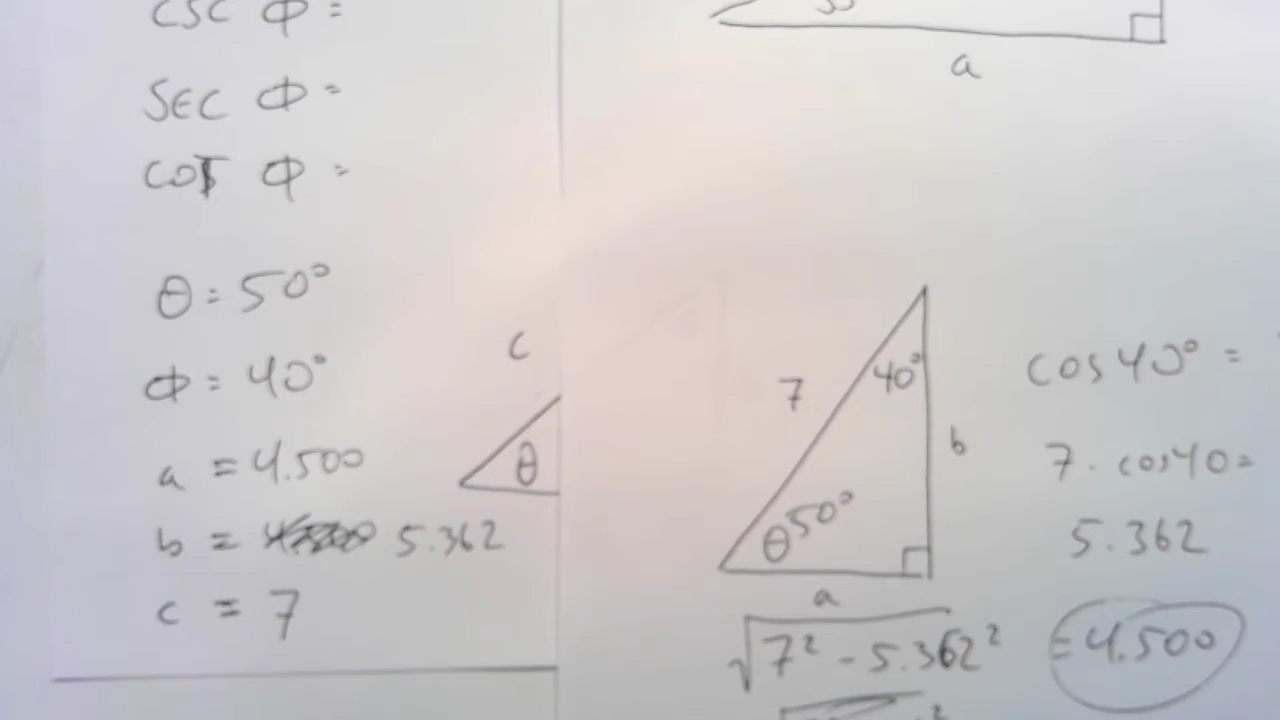 CSC Φ =
SEC Φ =
COT Φ =
θ = 50°
Φ = 40°
a = 4.500
b = 5.362
c = 7
c
θ
a
7
40°
b
θ 50°
a
cos 40° =
7 · cos 40 =
5.362
√7² - 5.362²
= 4.500